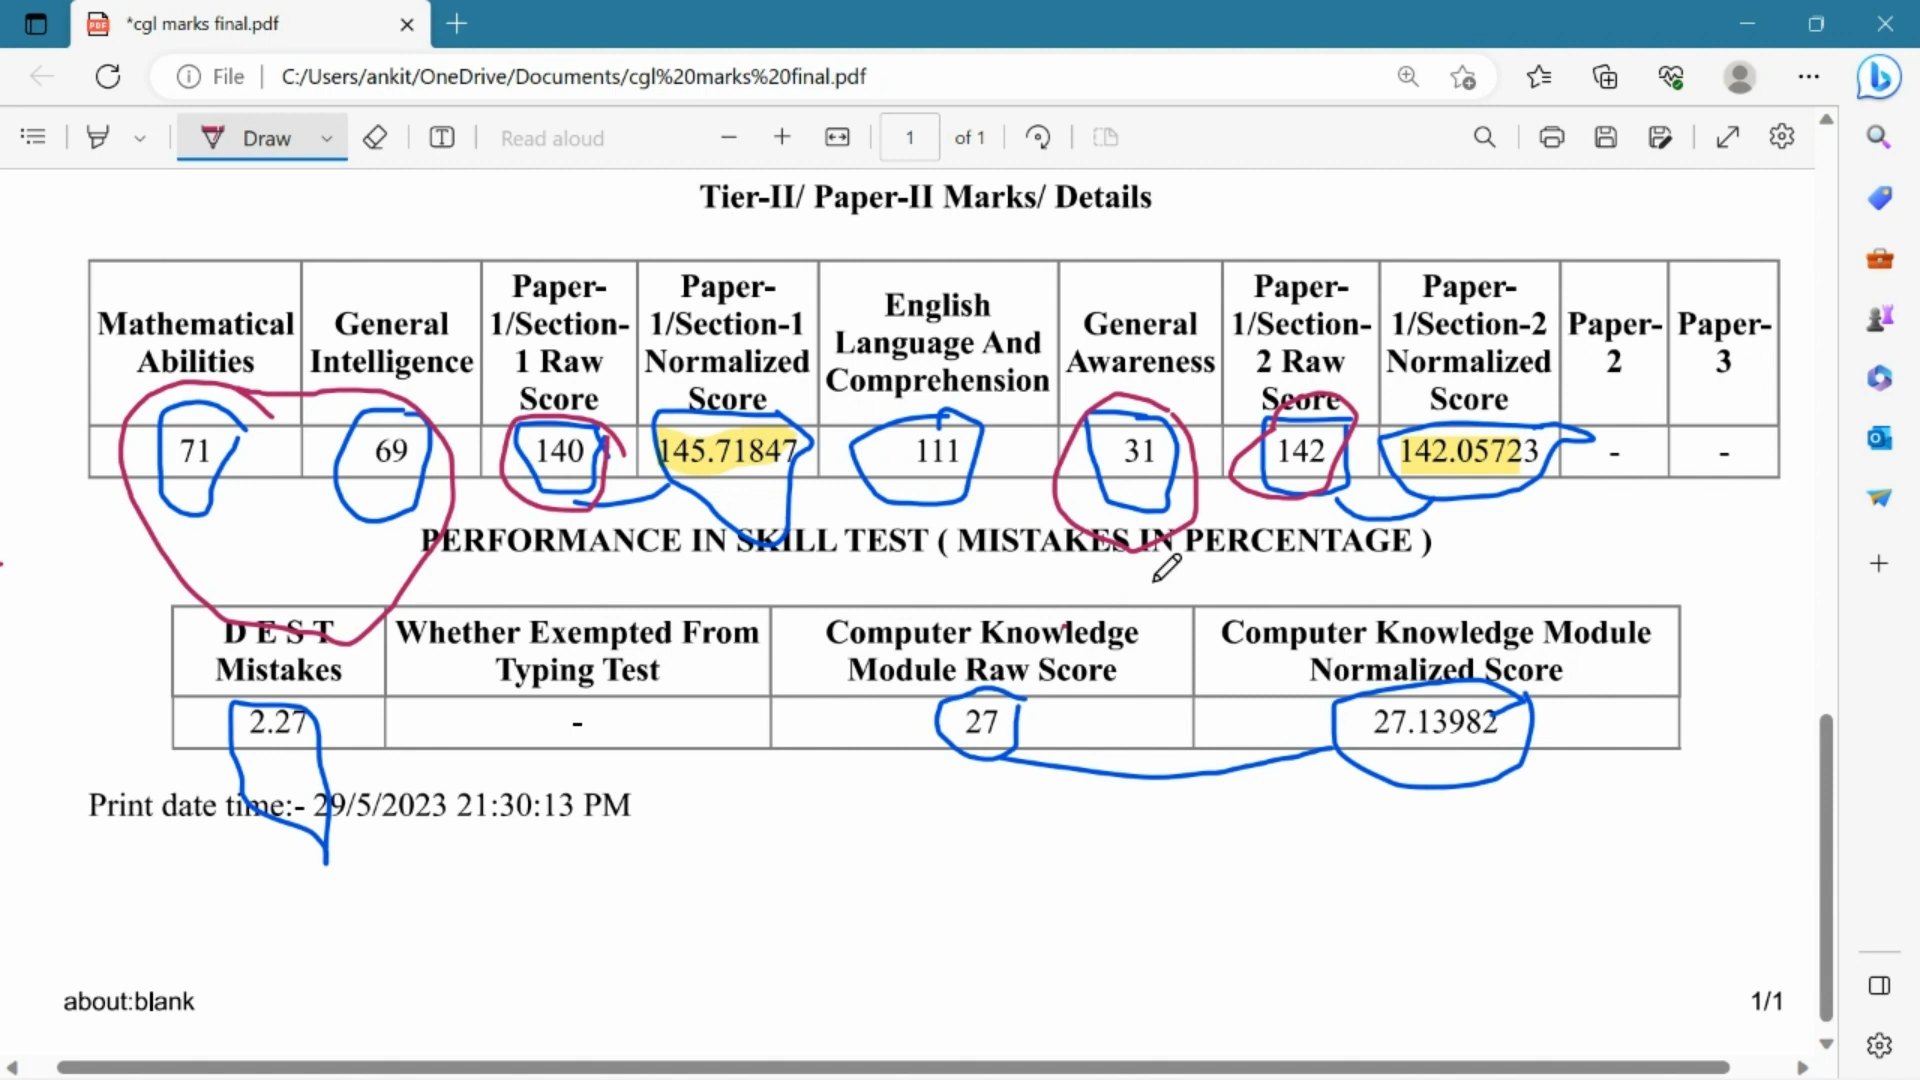 *cgl marks final.pdf
File
C:/Users/ankit/OneDrive/Documents/cgl%20marks%20final.pdf
Draw
Read aloud
1 of 1
Tier-II/ Paper-II Marks/ Details
Mathematical Abilities
General Intelligence
Paper-1/Section-1 Raw Score
Paper-1/Section-1 Normalized Score
English Language And Comprehension
General Awareness
Paper-1/Section-2 Raw Score
Paper-1/Section-2 Normalized Score
Paper-2
Paper-3
71 69 140 145.71847 111 31 142 142.05723 - -
PERFORMANCE IN SKILL TEST ( MISTAKES IN PERCENTAGE )
D E S T Mistakes
Whether Exempted From Typing Test
Computer Knowledge Module Raw Score
Computer Knowledge Module Normalized Score
2.27 - 27 27.13982
Print date time:- 29/5/2023 21:30:13 PM
about:blank
1/1